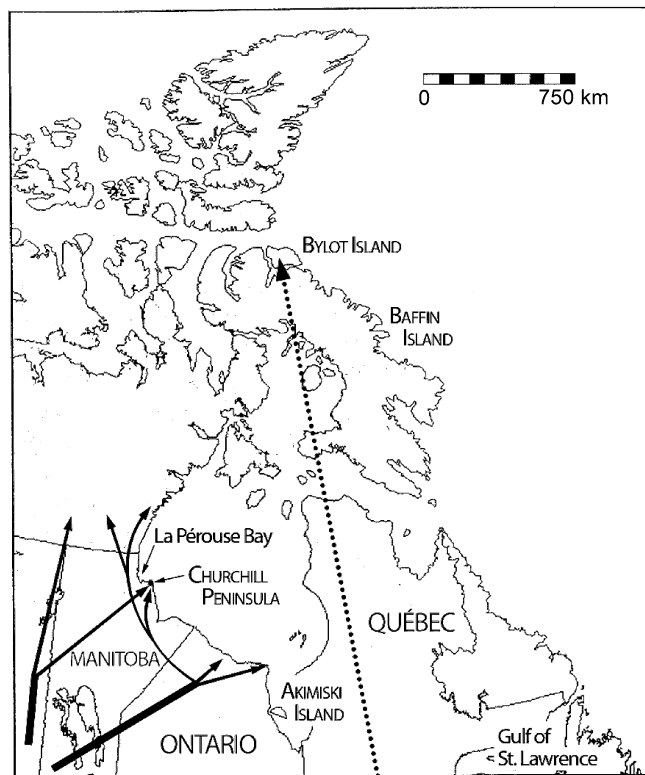 0 750 km
BYLOT ISLAND
BAFFIN
ISLAND
La Pérouse Bay
CHURCHILL
PENINSULA
QUÉBEC
MANITOBA
AKIMISKI
ISLAND
ONTARIO
Gulf of
St. Lawrence